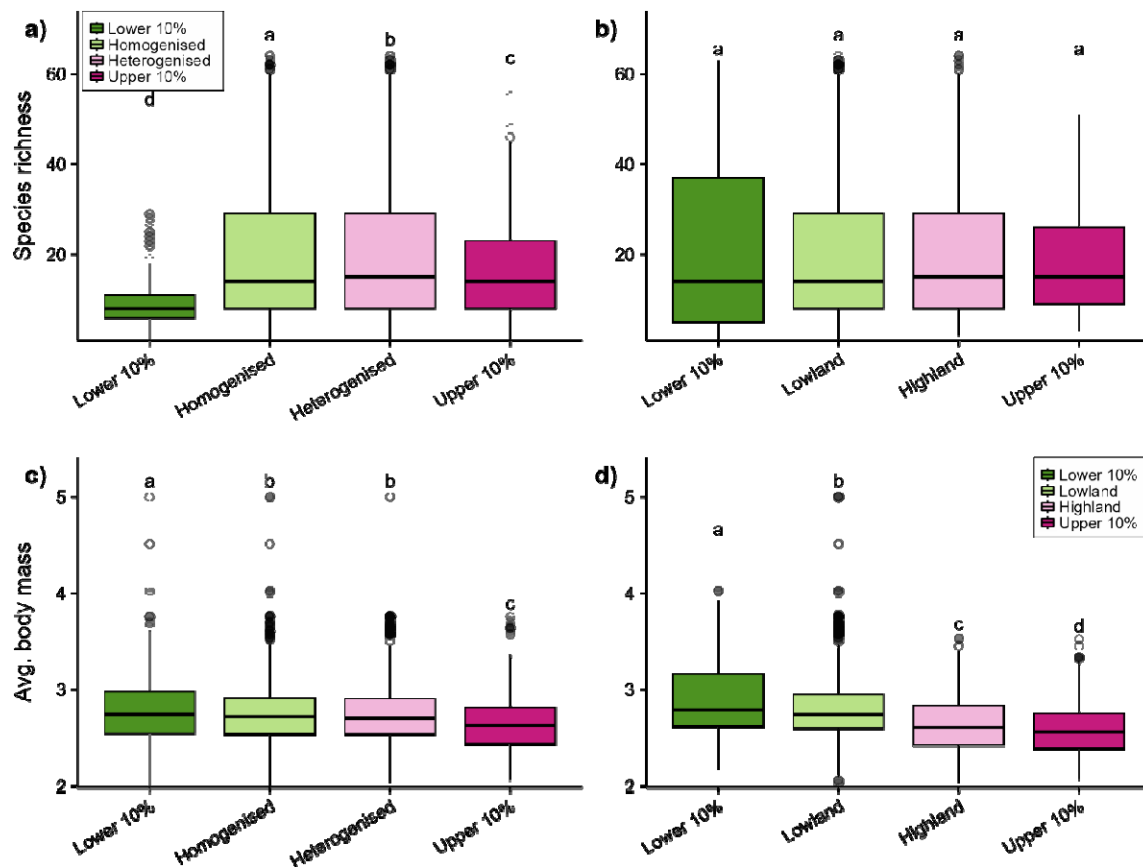 a)
Lower 10%
Homogenised
Heterogenised
Upper 10%
Species richness
60
40
20
d
a
b
c
Lower 10%
Homogenised
Heterogenised
Upper 10%
b)
60
40
20
a
a
a
a
Lower 10%
Lowland
Highland
Upper 10%
c)
Avg. body mass
5
4
3
2
a
b
b
c
Lower 10%
Homogenised
Heterogenised
Upper 10%
d)
Lower 10%
Lowland
Highland
Upper 10%
5
4
3
2
a
b
c
d
Lower 10%
Lowland
Highland
Upper 10%